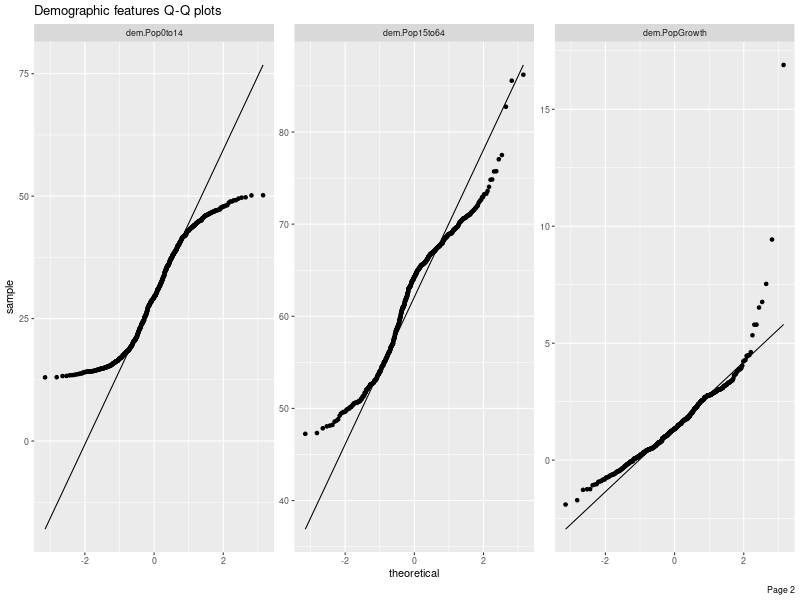 Demographic features Q-Q plots
dem.Pop0to14
dem.Pop15to64
dem.PopGrowth
sample
75
50
25
0
80
70
60
50
40
15
10
5
0
-2 0 2
-2 0 2
-2 0 2
theoretical
Page 2